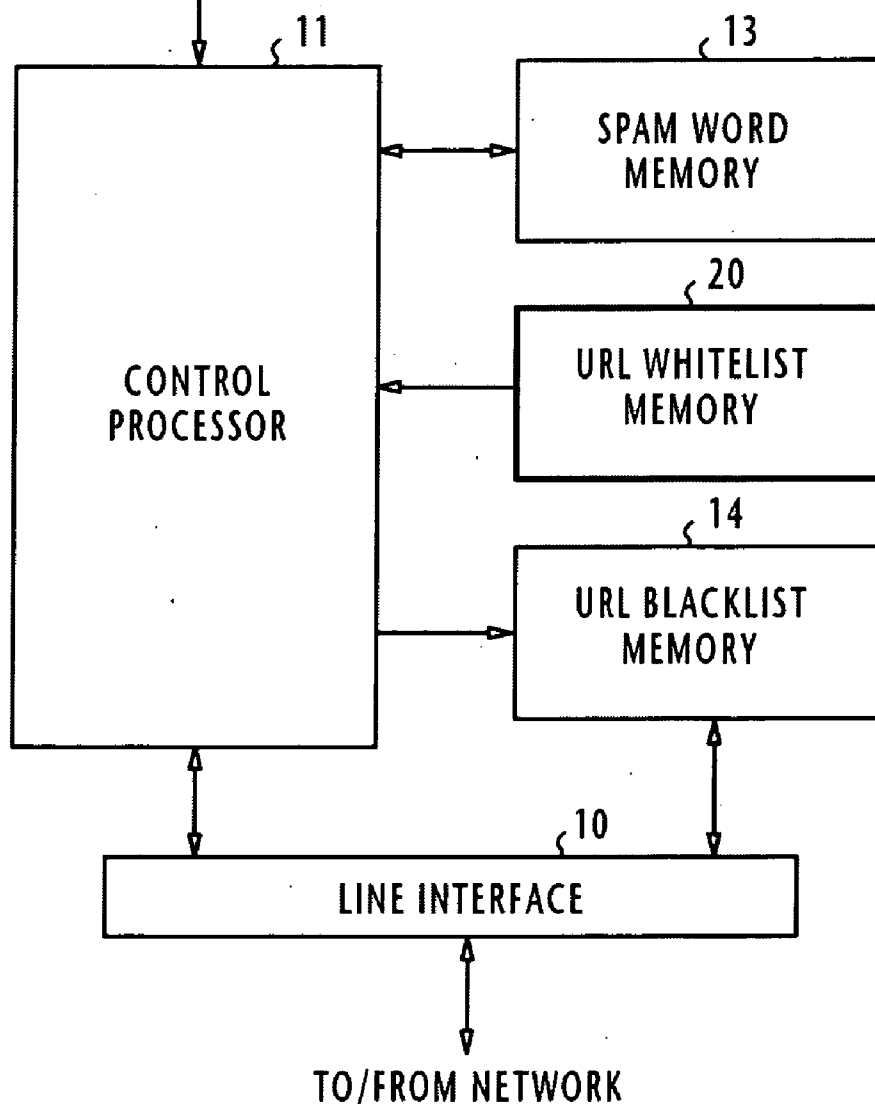 11
13
SPAM WORD
MEMORY
20
URL WHITELIST
MEMORY
CONTROL
PROCESSOR
14
URL BLACKLIST
MEMORY
10
LINE INTERFACE
TO/FROM NETWORK